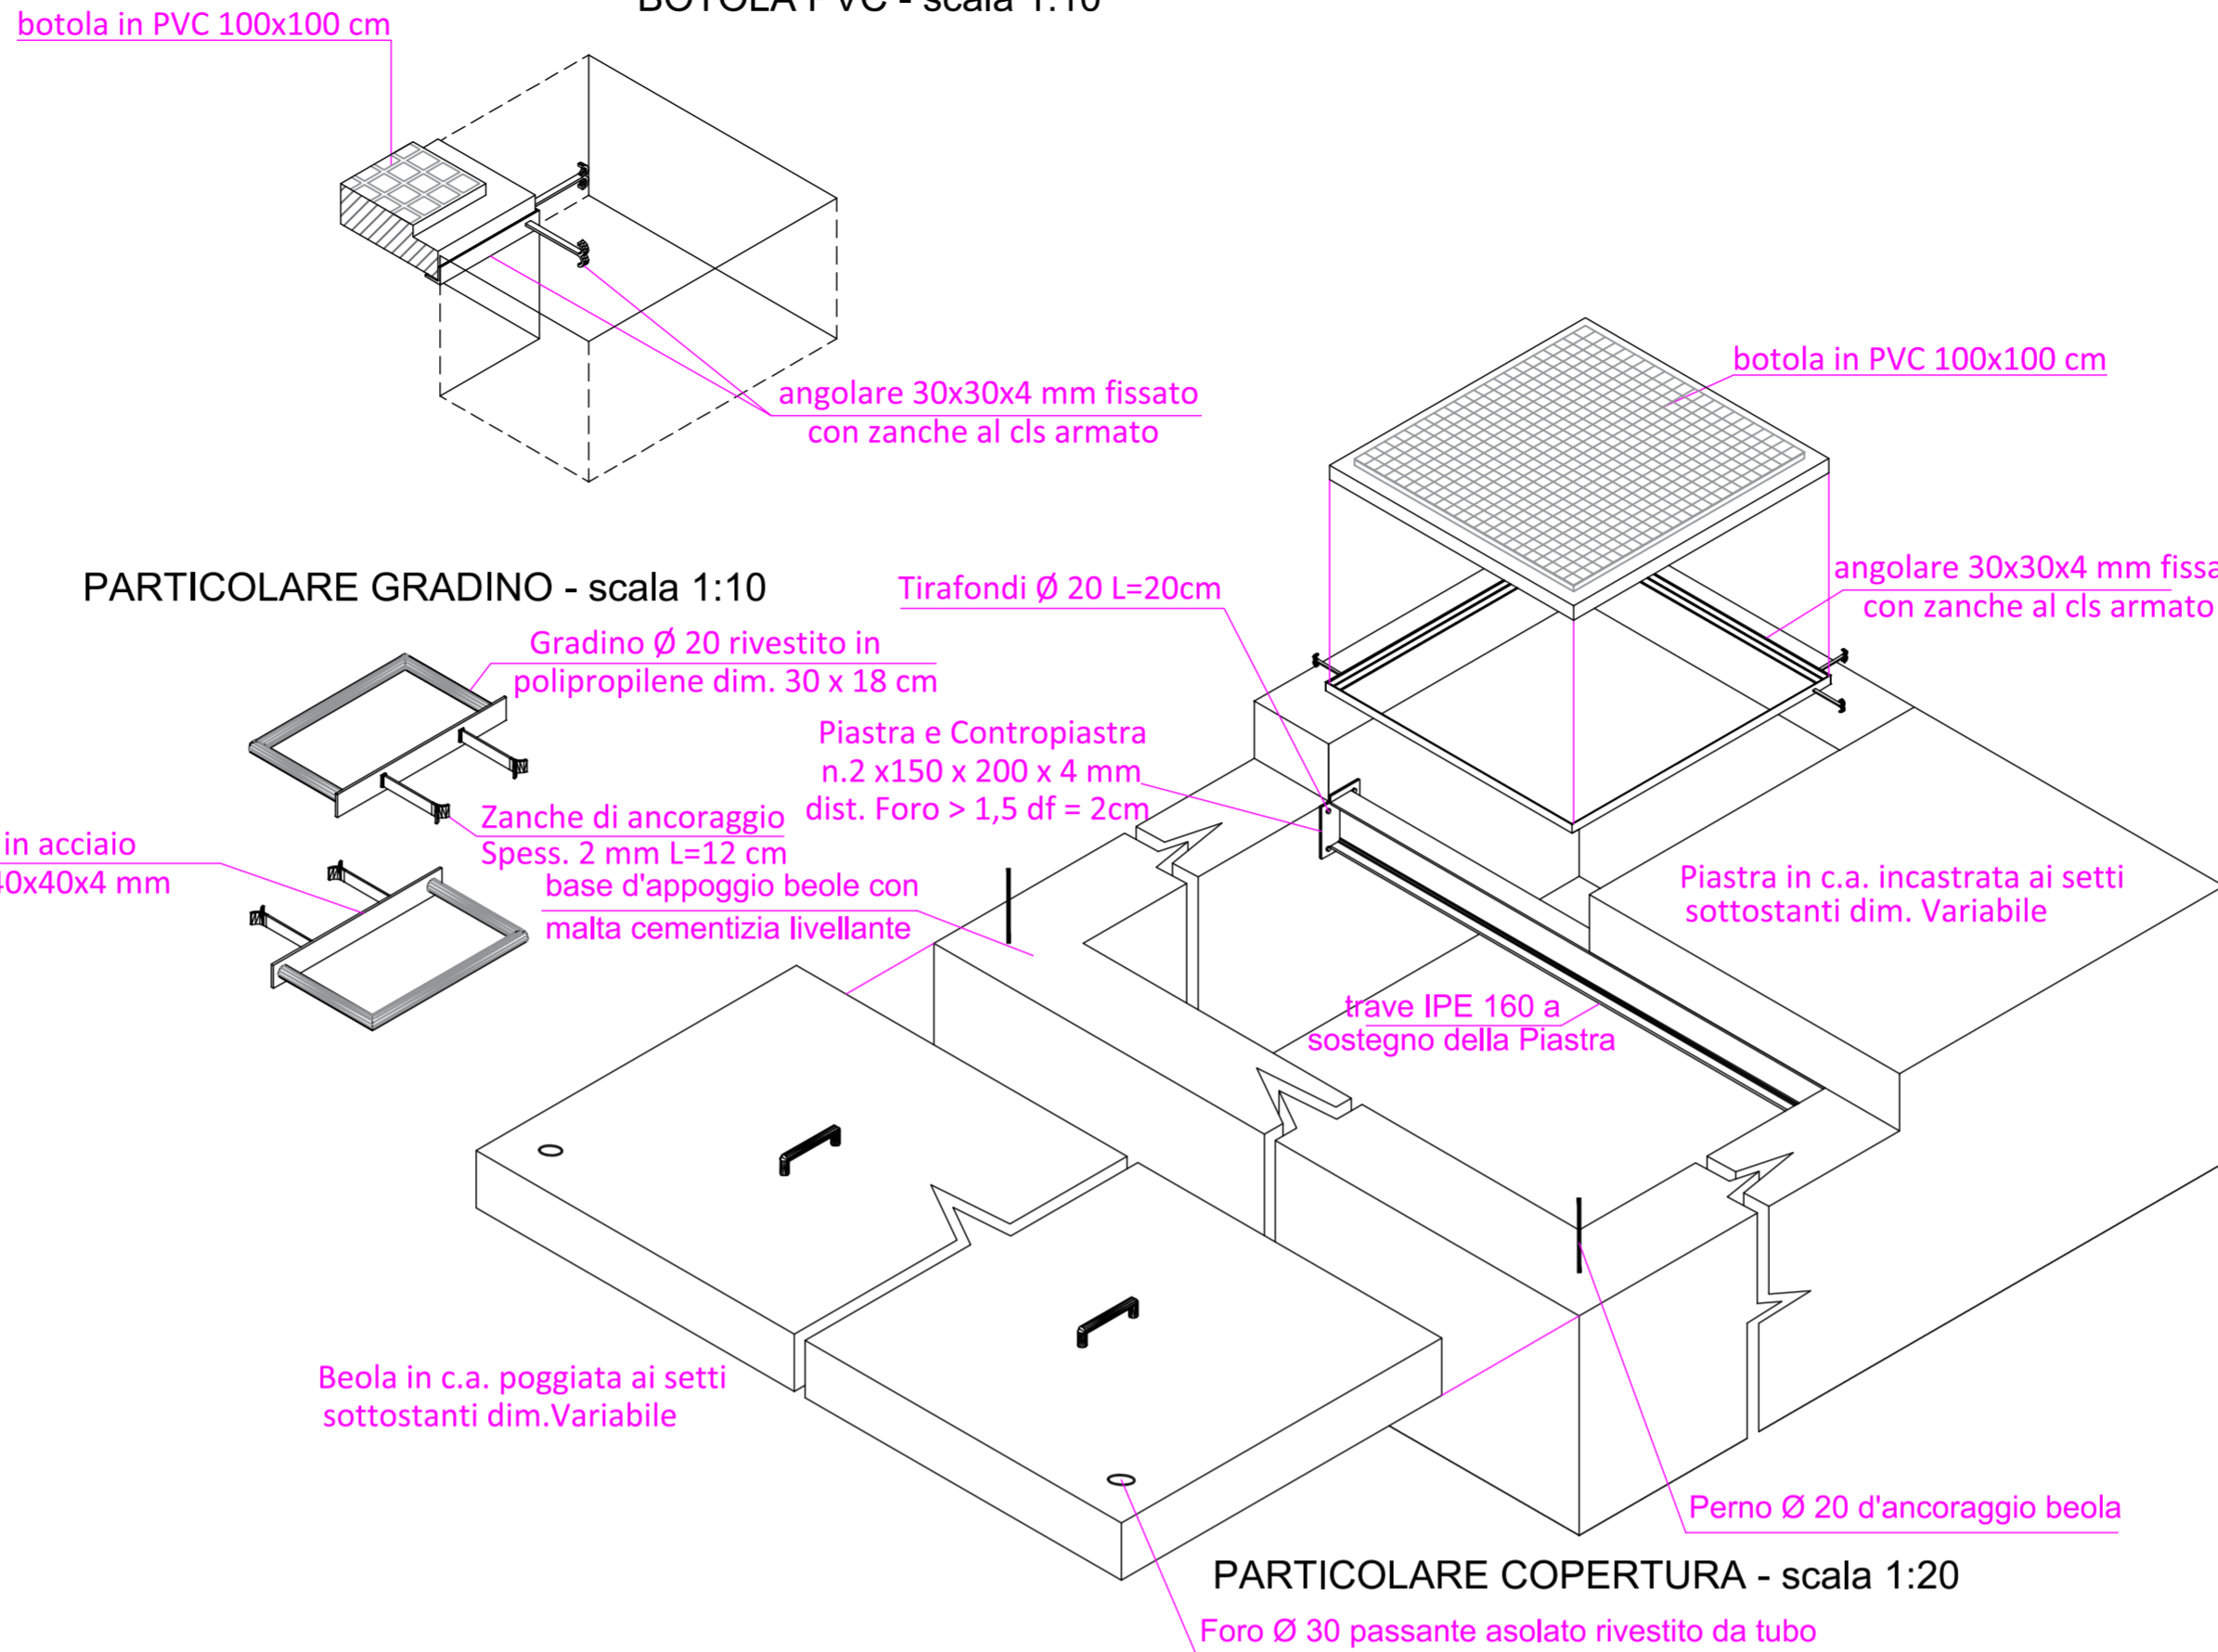 BOTOLA PVC - scala 1:10
botola in PVC 100x100 cm
angolare 30x30x4 mm fissato
con zanche al cls armato
botola in PVC 100x100 cm
angolare 30x30x4 mm fissa
con zanche al cls armato
PARTICOLARE GRADINO - scala 1:10
Tirafondi Ø 20 L=20cm
Gradino Ø 20 rivestito in
polipropilene dim. 30 x 18 cm
Piastra e Contropiastra
n.2 x150 x 200 x 4 mm
dist. Foro > 1,5 df = 2cm
Zanche di ancoraggio
Spess. 2 mm L=12 cm
in acciaio
40x40x4 mm
base d'appoggio beole con
malta cementizia livellante
Piastra in c.a. incastrata ai setti
sottostanti dim. Variabile
trave IPE 160 a
sostegno della Piastra
Beola in c.a. poggiata ai setti
sottostanti dim.Variabile
Perno Ø 20 d'ancoraggio beola
PARTICOLARE COPERTURA - scala 1:20
Foro Ø 30 passante asolato rivestito da tubo